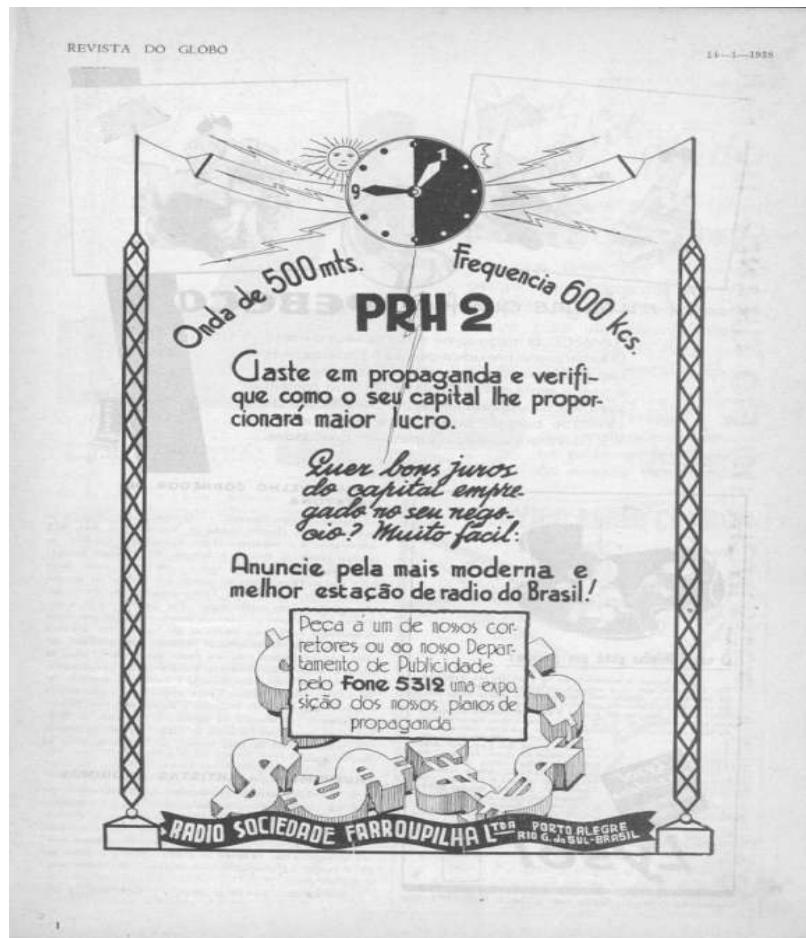 REVISTA DO GLOBO
14—1—1938
1
9
Onda de 500 mts.
Frequencia 600 kcs.
PRH 2
Gaste em propaganda e verifi-
que como o seu capital lhe propor-
cionará maior lucro.
Quer bons juros
do capital empre-
gado no seu nego-
cio? Muito facil:
Anuncie pela mais moderna e
melhor estação de radio do Brasil!
Peça á um de nossos cor-
retores ou ao nosso Depar-
tamento de Publicidade
pelo Fone 5312 uma expo
sição dos nossos planos de
propaganda
RADIO SOCIEDADE FARROUPILHA LTDA
PORTO ALEGRE
RIO G. do SUL-BRASIL
1